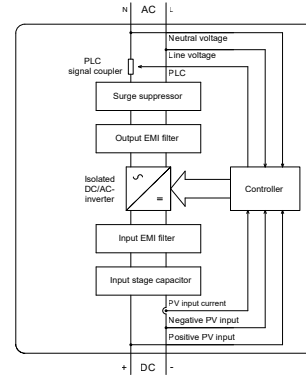 N AC L
Neutral voltage
Line voltage
PLC
signal coupler
PLC
Surge suppressor
Output EMI filter
Isolated
DC/AC-
inverter
=
Controller
Input EMI filter
Input stage capacitor
PV input current
Negative PV input
Positive PV input
+ DC -